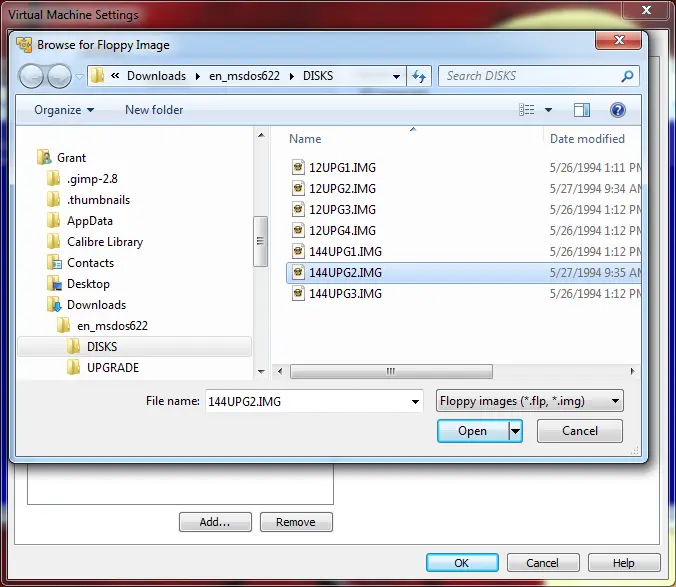 Virtual Machine Settings
Browse for Floppy Image
« Downloads en_msdos622 DISKS
Search DISKS
Organize New folder
Name Date modified
Grant
.gimp-2.8
.thumbnails
AppData
Calibre Library
Contacts
Desktop
Downloads
en_msdos622
DISKS
UPGRADE
12UPG1.IMG 5/26/1994 1:11 PM
12UPG2.IMG 5/27/1994 9:34 AM
12UPG3.IMG 5/26/1994 1:12 PM
12UPG4.IMG 5/26/1994 1:12 PM
144UPG1.IMG 5/26/1994 1:12 PM
144UPG2.IMG 5/27/1994 9:35 AM
144UPG3.IMG 5/26/1994 1:12 PM
File name: 144UPG2.IMG Floppy images (*.flp, *.img)
Open Cancel
Add... Remove
OK Cancel Help